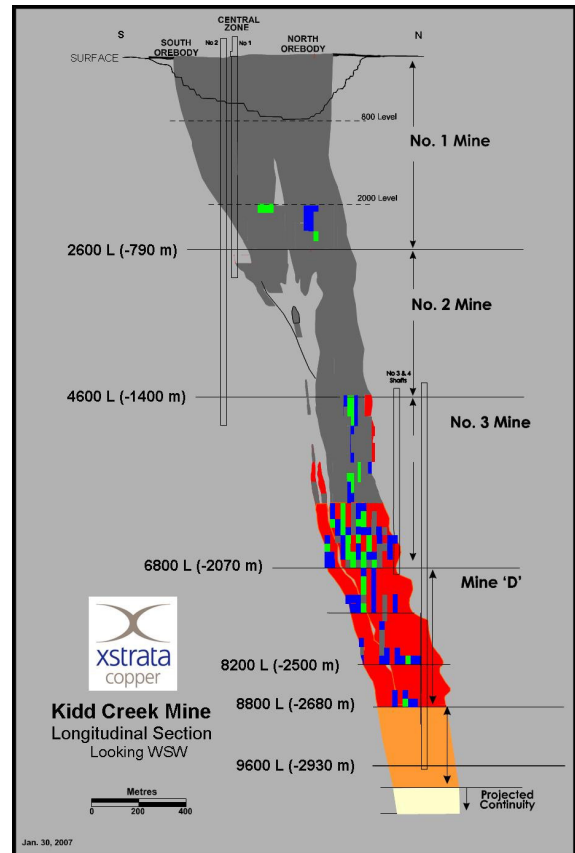 CENTRAL
ZONE
S
N
SOUTH
OREBODY
No 2
No 1
NORTH
OREBODY
SURFACE
800 Level
No. 1 Mine
2000 Level
2600 L (-790 m)
No. 2 Mine
No 3 & 4
Shafts
4600 L (-1400 m)
No. 3 Mine
6800 L (-2070 m)
Mine 'D'
xstrata
copper
8200 L (-2500 m)
Kidd Creek Mine
8800 L (-2680 m)
Longitudinal Section
Looking WSW
9600 L (-2930 m)
Metres
0 200 400
Projected
Continuity
Jan. 30, 2007